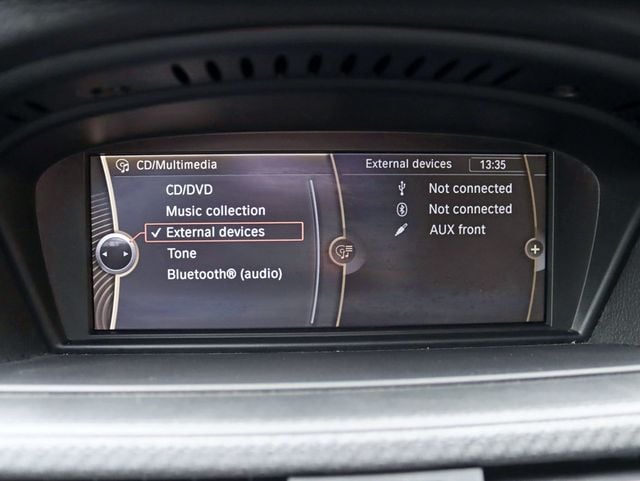 CD/Multimedia
CD/DVD
Music collection
✓ External devices
Tone
Bluetooth® (audio)
External devices 13:35
Not connected
Not connected
AUX front
+